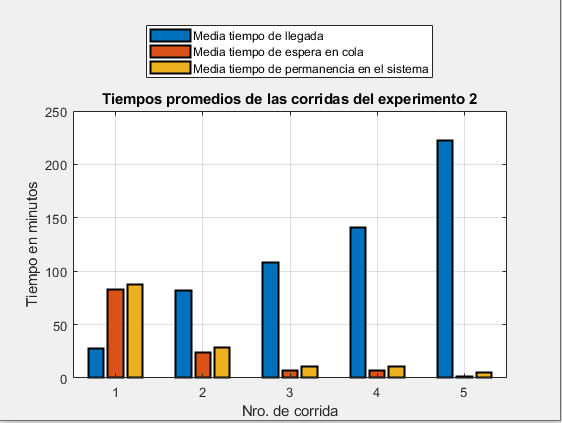 Media tiempo de llegada
Media tiempo de espera en cola
Media tiempo de permanencia en el sistema
Tiempos promedios de las corridas del experimento 2
Tiempo en minutos
250
200
150
100
50
0
1 2 3 4 5
Nro. de corrida